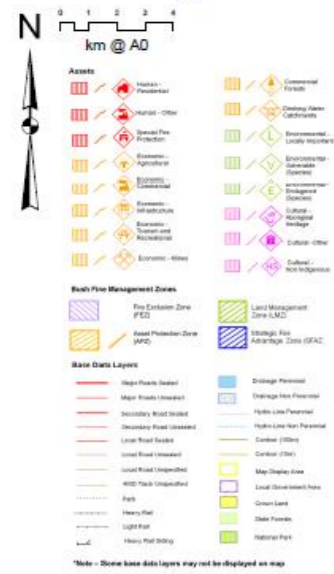 N
0 1 2 3 4
km @ A0
Assets
Human - Residential
Human - Other
Special Fire Protection
Economic - Agricultural
Economic - Commercial
Economic - Infrastructure
Economic - Tourism and Recreational
Economic - Mines
Commercial Forests
Drinking Water Catchments
L
Environmental - Locally Important
V
Environmental - Vulnerable (Species)
E
Environmental - Endangered (Species)
Cultural - Aboriginal Heritage
Cultural - Other
Cultural - Non Indigenous
Bush Fire Management Zones
Fire Exclusion Zone (FEZ)
Asset Protection Zone (APZ)
Land Management Zone (LMZ)
Strategic Fire Advantage Zone (SFAZ)
Base Data Layers
Major Roads Sealed
Major Roads Unsealed
Secondary Road Sealed
Secondary Road Unsealed
Local Road Sealed
Local Road Unsealed
Local Road Unspecified
4WD Track Unspecified
Path
Heavy Rail
Light Rail
Heavy Rail Siding
Drainage Perennial
Drainage Non Perennial
Hydro Line Perennial
Hydro Line Non Perennial
Contour (100m)
Contour (10m)
Map Display Area
Local Government Area
Crown Land
State Forests
National Park
*Note - Some base data layers may not be displayed on map